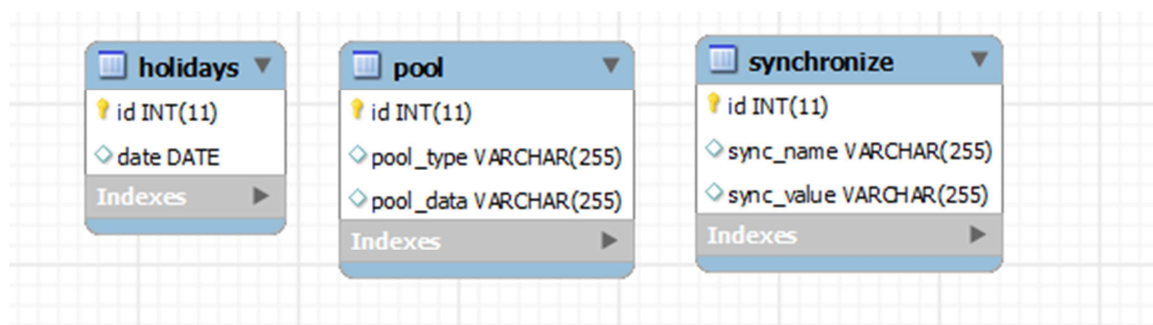 holidays
id INT(11)
date DATE
Indexes
pool
id INT(11)
pool_type VARCHAR(255)
pool_data VARCHAR(255)
Indexes
synchronize
id INT(11)
sync_name VARCHAR(255)
sync_value VARCHAR(255)
Indexes